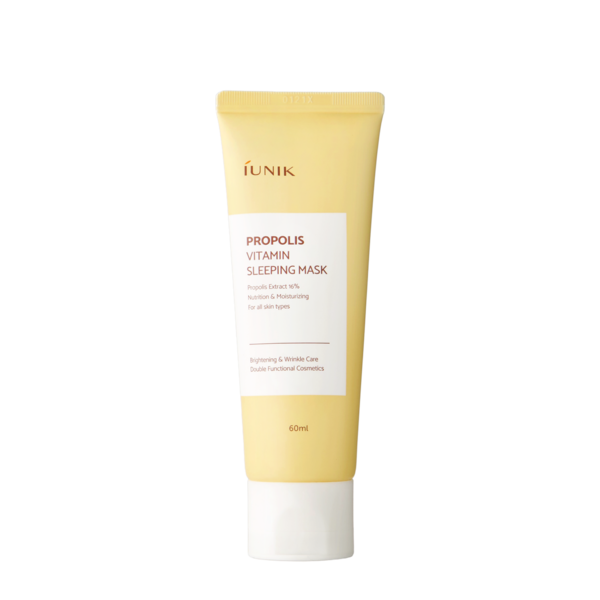 iUNIK
PROPOLIS
VITAMIN
SLEEPING MASK
Propolis Extract 16%
Nutrition & Moisturizing
For all skin types
Brightening & Wrinkle Care
Double Functional Cosmetics
60ml